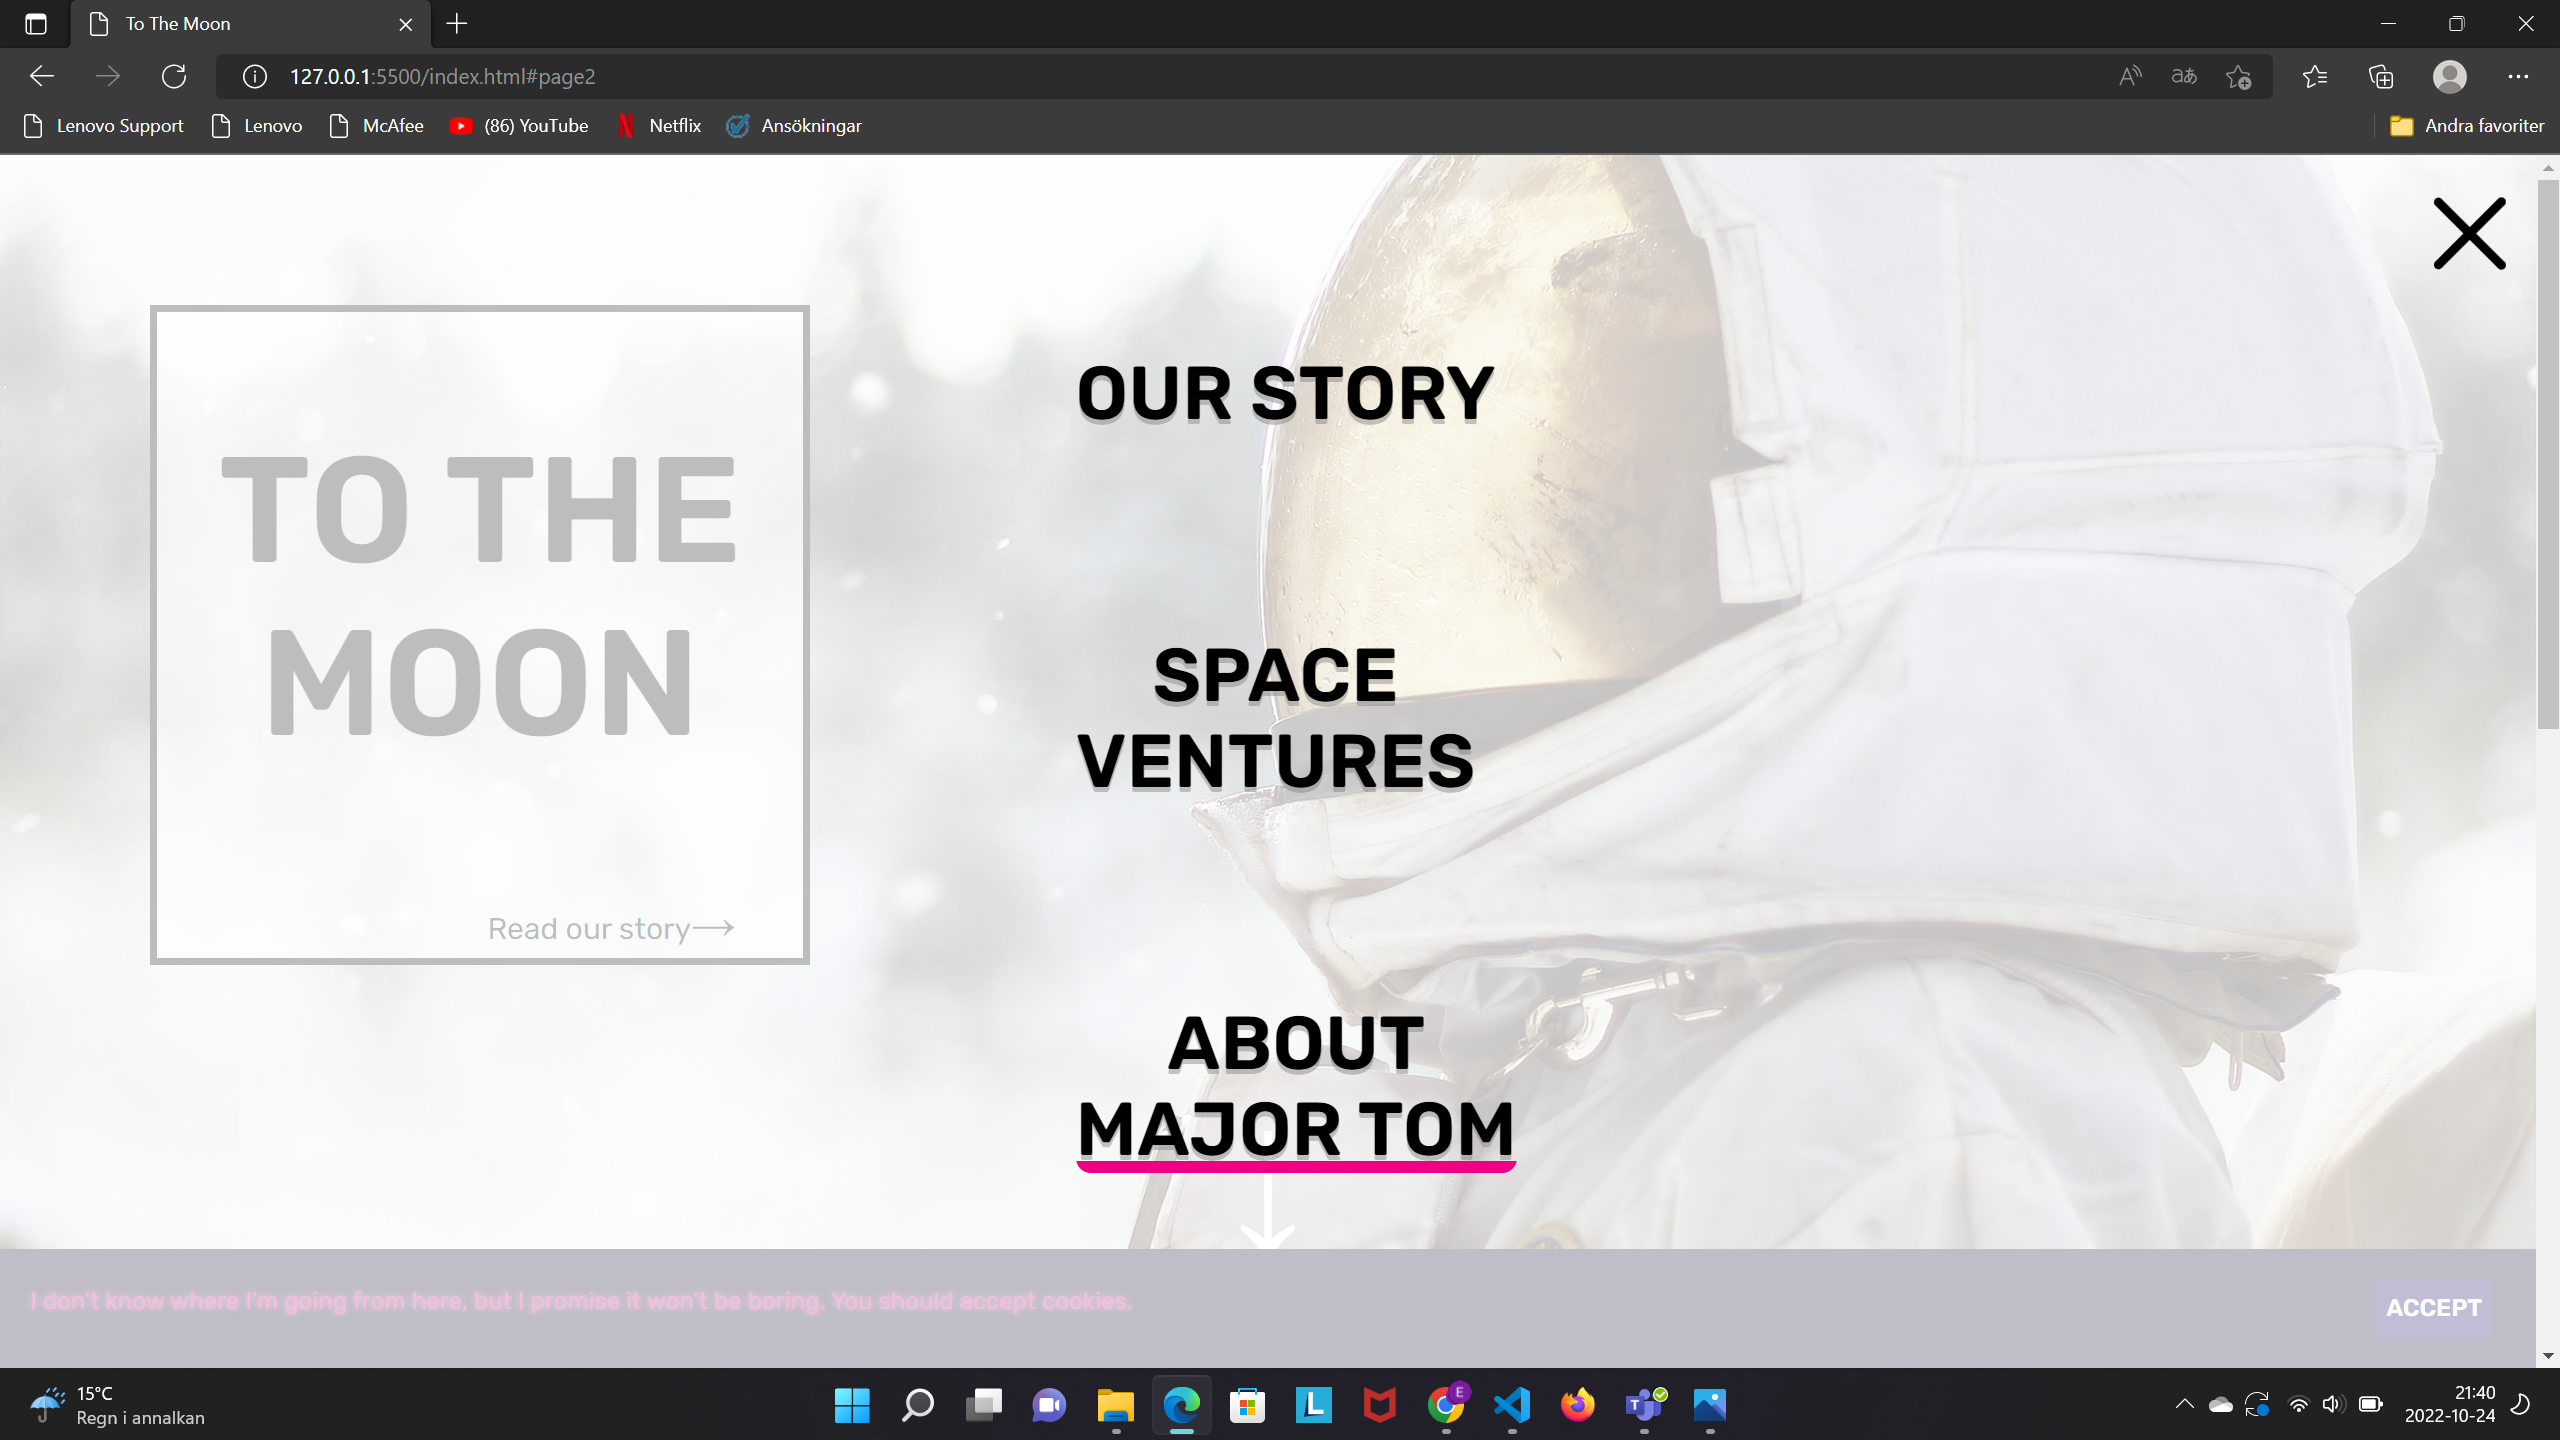 To The Moon
127.0.0.1:5500/index.html#page2
Lenovo Support
Lenovo
McAfee
(86) YouTube
Netflix
Ansökningar
Andra favoriter
TO THE
MOON
Read our story→
OUR STORY
SPACE
VENTURES
ABOUT
MAJOR TOM
I don't know where I'm going from here, but I promise it won't be boring. You should accept cookies.
ACCEPT
15°C
Regn i annalkan
21:40
2022-10-24